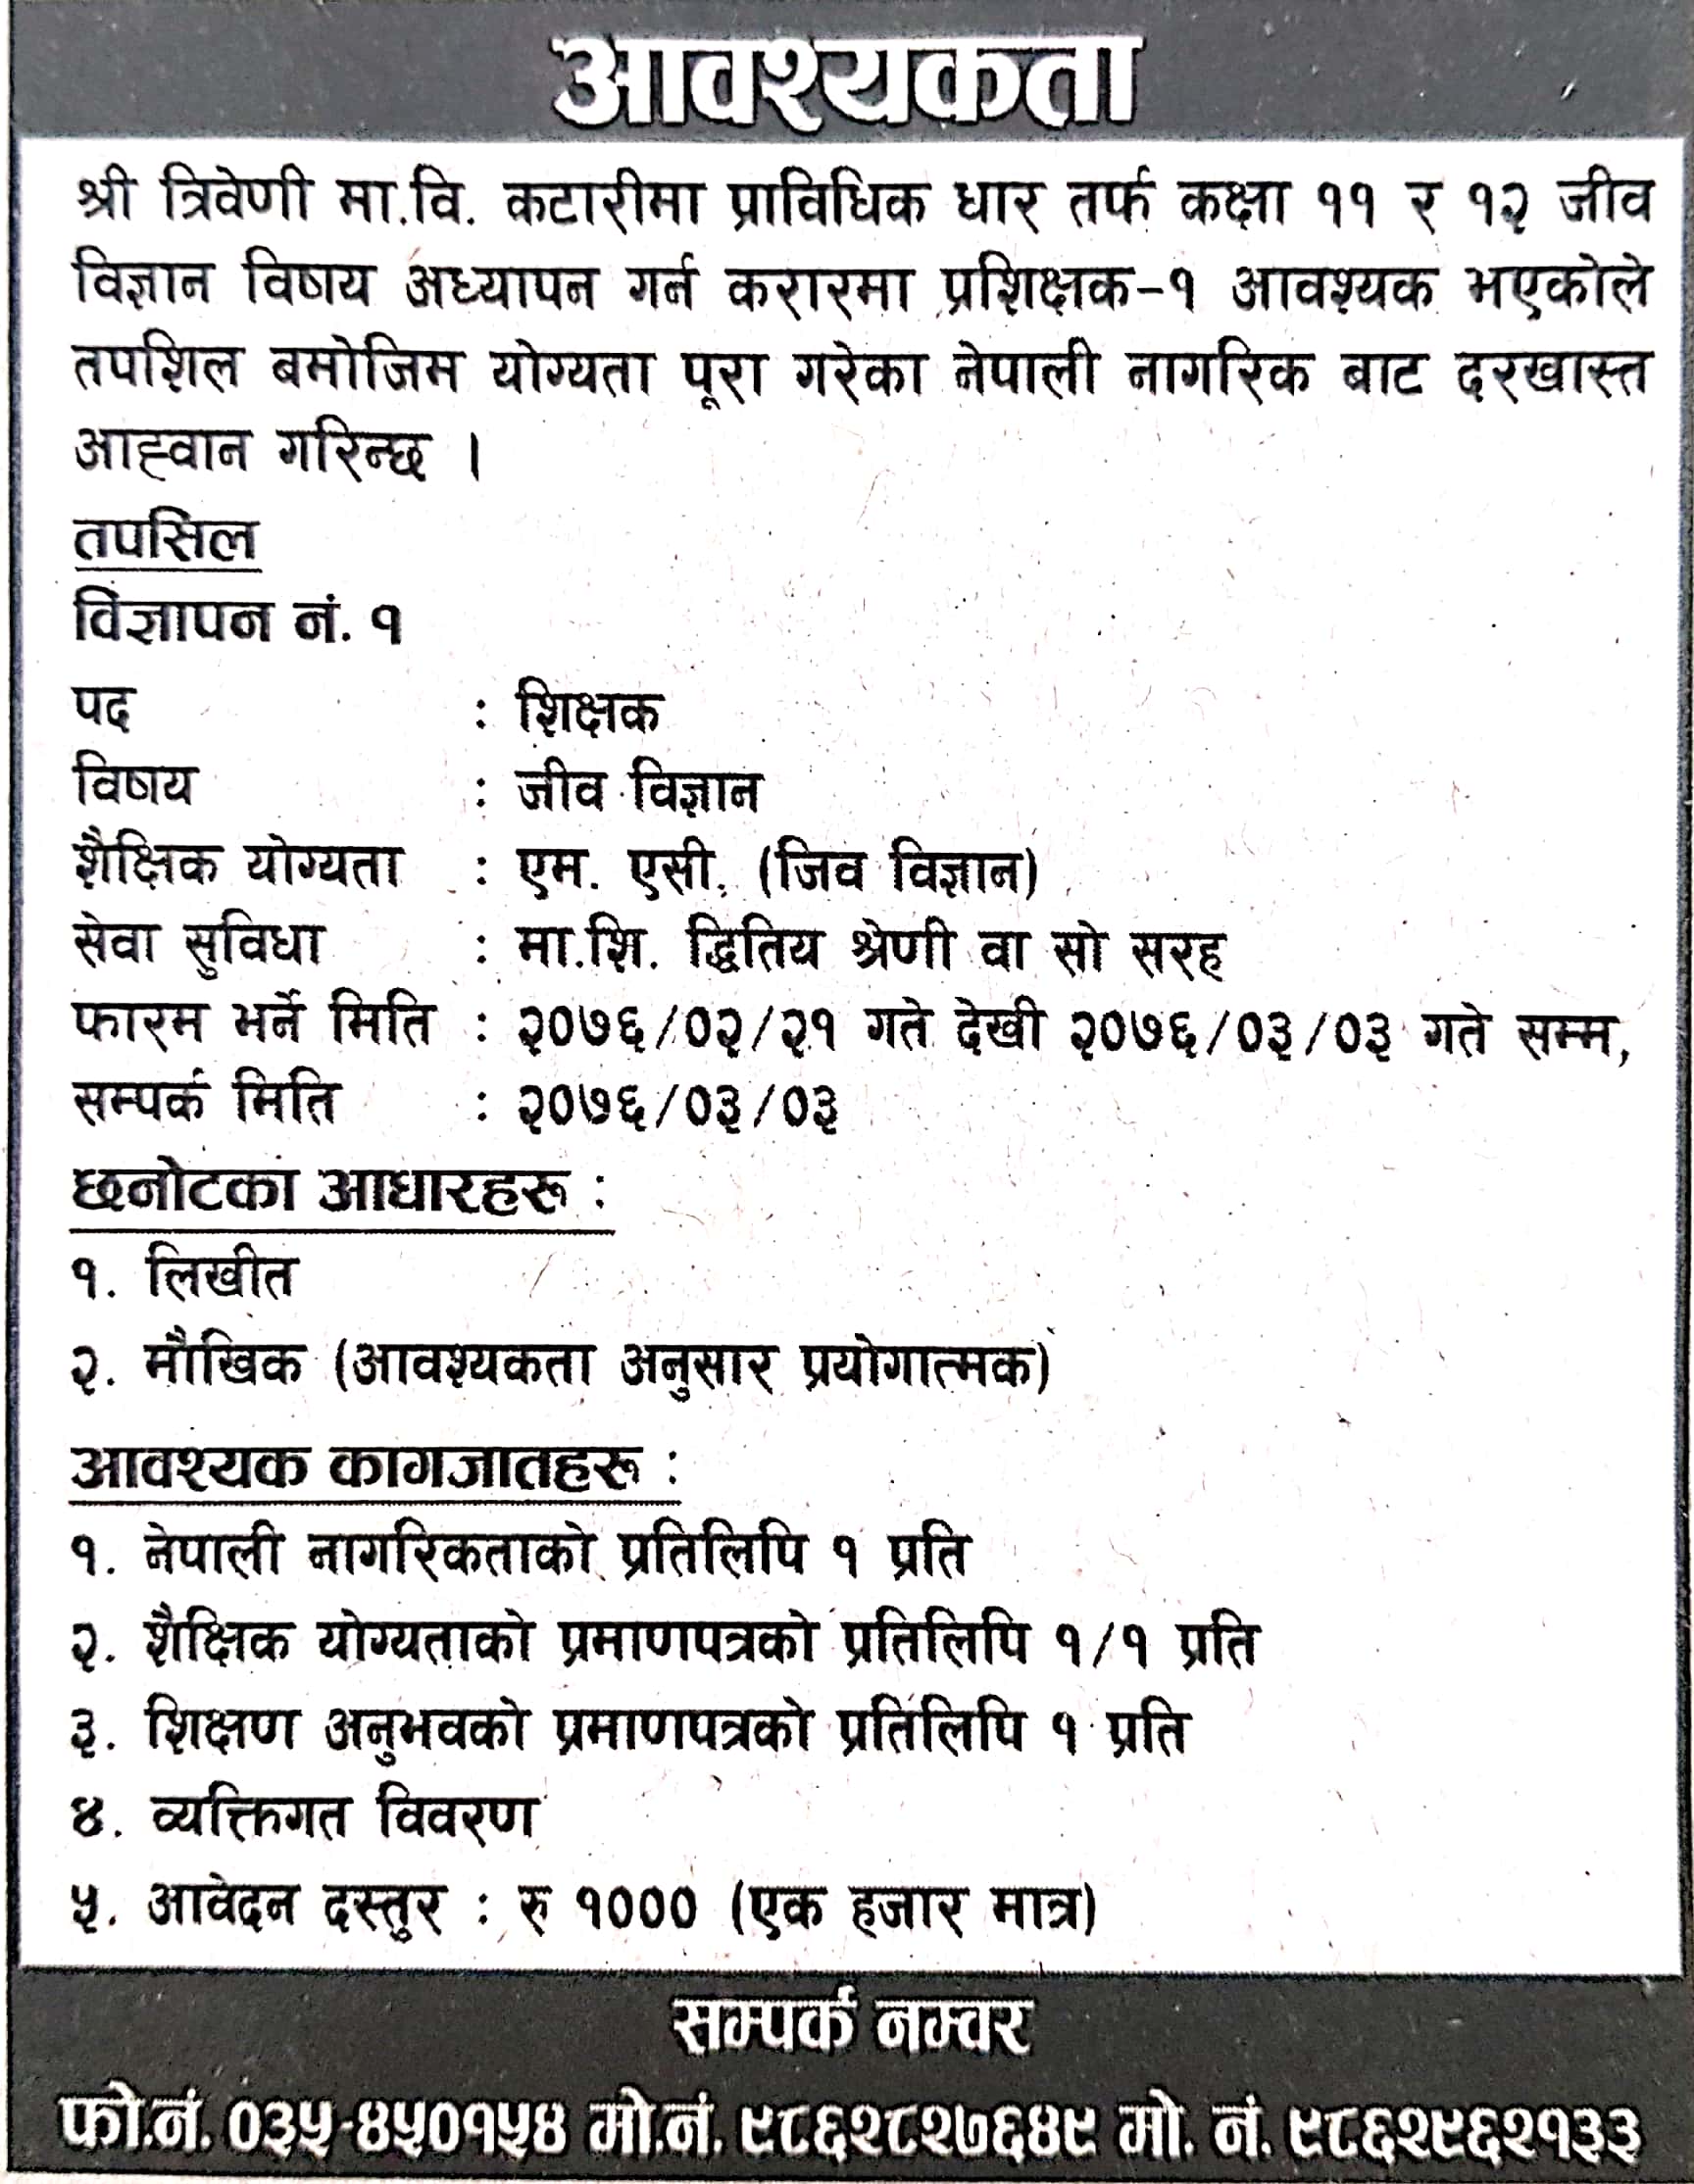 आवश्यकता
श्री त्रिवेणी मा.वि. कटारीमा प्राविधिक धार तर्फ कक्षा ११ र १२ जीव
विज्ञान विषय अध्यापन गर्न करारमा प्रशिक्षक-१ आवश्यक भएकोले
तपशिल बमोजिम योग्यता पूरा गरेका नेपाली नागरिक बाट दरखास्त
आह्वान गरिन्छ ।
तपसिल
विज्ञापन नं. १
पद : शिक्षक
विषय : जीव विज्ञान
शैक्षिक योग्यता : एम. एसी. (जिव विज्ञान)
सेवा सुविधा : मा.शि. द्धितिय श्रेणी वा सो सरह
फारम भर्ने मिति : २०७६/०२/२१ गते देखी २०७६/०३/०३ गते सम्म,
सम्पर्क मिति : २०७६/०३/०३
छनोटका आधारहरू :
१. लिखीत
२. मौखिक (आवश्यकता अनुसार प्रयोगात्मक)
आवश्यक कागजातहरू :
१. नेपाली नागरिकताको प्रतिलिपि १ प्रति
२. शैक्षिक योग्यताको प्रमाणपत्रको प्रतिलिपि १/१ प्रति
३. शिक्षण अनुभवको प्रमाणपत्रको प्रतिलिपि १ प्रति
४. व्यक्तिगत विवरण
५. आवेदन दस्तुर : रु १००० (एक हजार मात्र)
सम्पर्क नम्वर
फो.नं. ०३५-४५०१५४ मो.नं. ९८६२८२७६४९ मो. नं. ९८६२९६२१३३